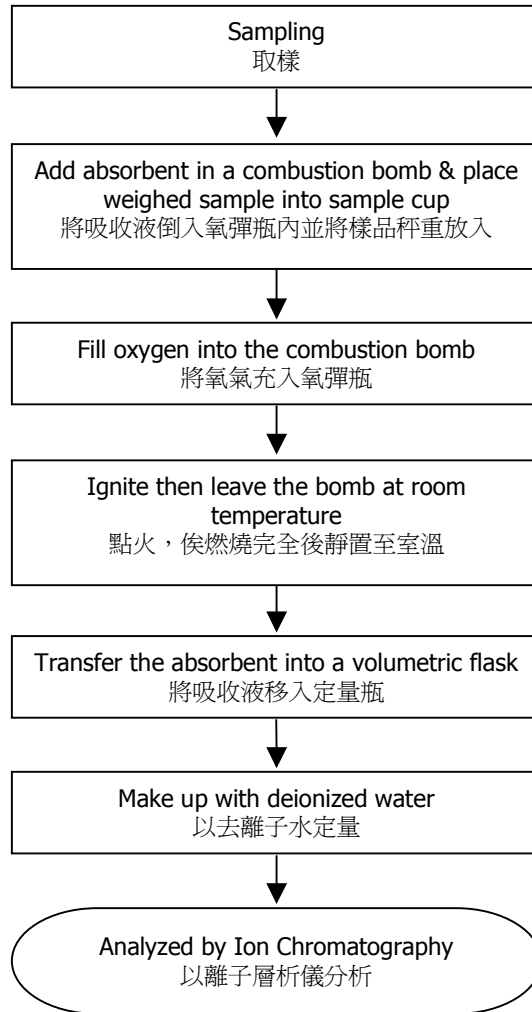 Sampling
取樣
Add absorbent in a combustion bomb & place
weighed sample into sample cup
將吸收液倒入氧彈瓶內並將樣品秤重放入
Fill oxygen into the combustion bomb
將氧氣充入氧彈瓶
Ignite then leave the bomb at room
temperature
點火，俟燃燒完全後靜置至室溫
Transfer the absorbent into a volumetric flask
將吸收液移入定量瓶
Make up with deionized water
以去離子水定量
Analyzed by Ion Chromatography
以離子層析儀分析